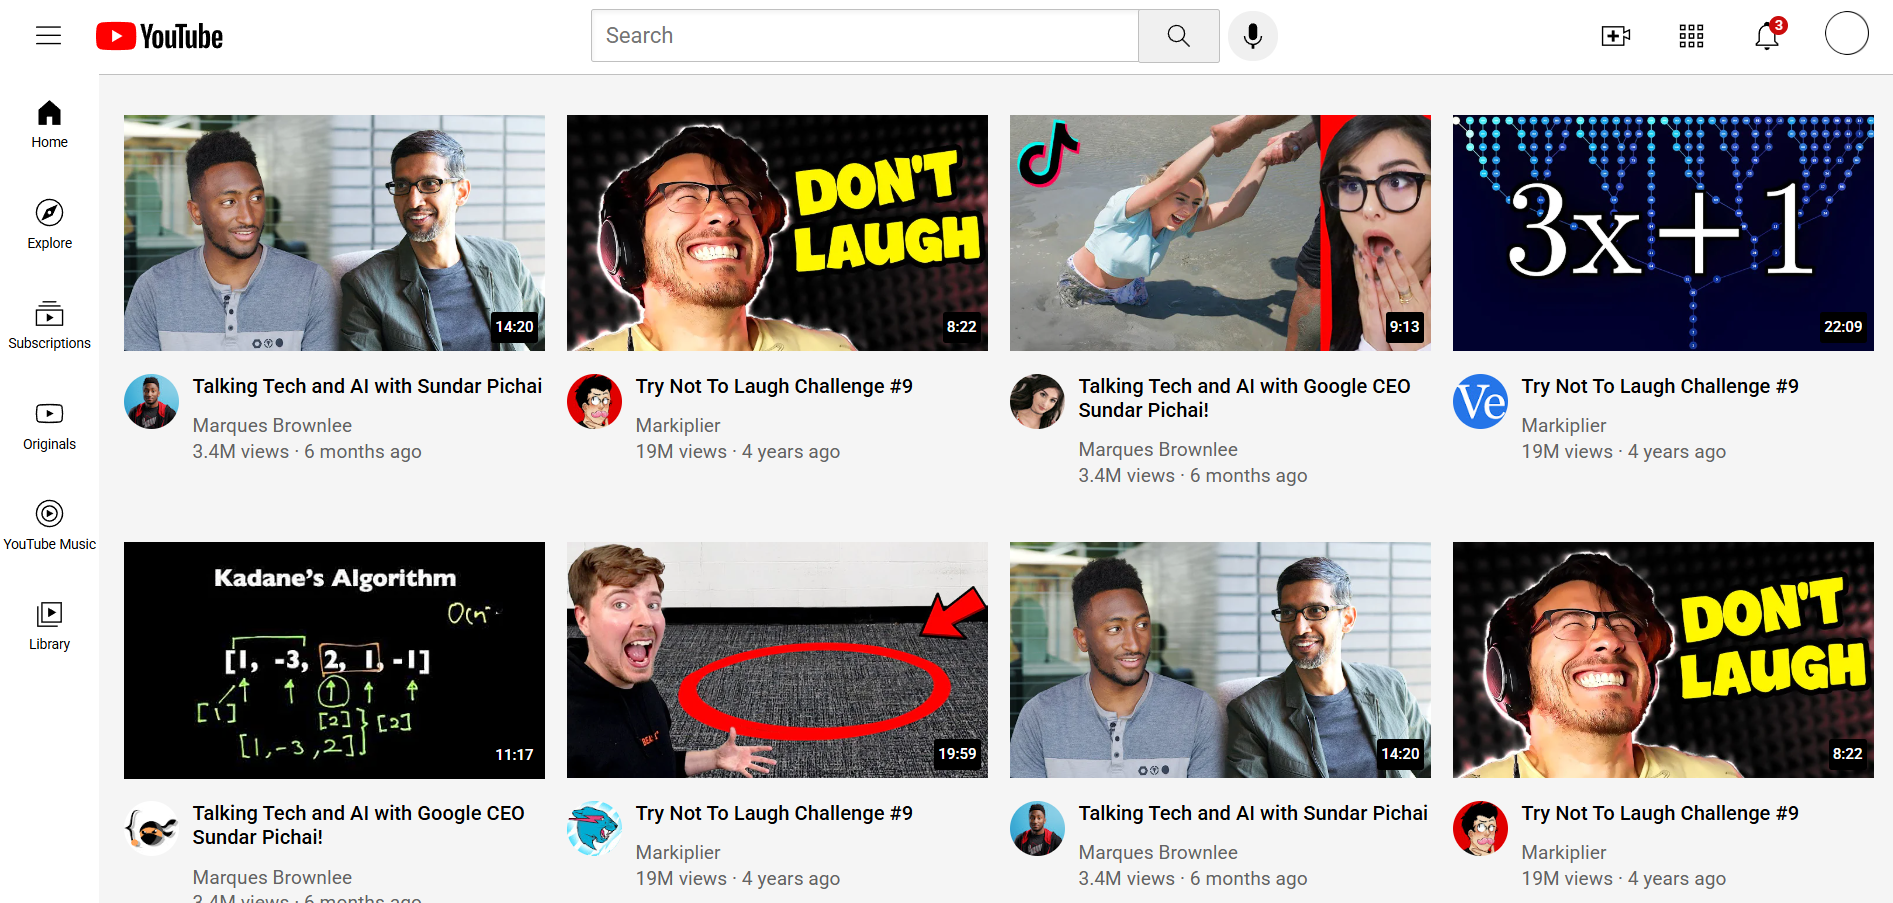 YouTube
Search
3
Home
Explore
Subscriptions
Originals
YouTube Music
Library
14:20
DON'T
LAUGH
8:22
9:13
3x+1
22:09
Talking Tech and AI with Sundar Pichai
Marques Brownlee
3.4M views · 6 months ago
Try Not To Laugh Challenge #9
Markiplier
19M views · 4 years ago
Talking Tech and AI with Google CEO
Sundar Pichai!
Marques Brownlee
3.4M views · 6 months ago
Ve
Try Not To Laugh Challenge #9
Markiplier
19M views · 4 years ago
Kadane's Algorithm
[1, -3, 2, 1, -1]
[1]
[2]
[2]
[1,-3,2]
11:17
19:59
14:20
DON'T
LAUGH
8:22
Talking Tech and AI with Google CEO
Sundar Pichai!
Marques Brownlee
3.4M views · 6 months ago
Try Not To Laugh Challenge #9
Markiplier
19M views · 4 years ago
Talking Tech and AI with Sundar Pichai
Marques Brownlee
3.4M views · 6 months ago
Try Not To Laugh Challenge #9
Markiplier
19M views · 4 years ago